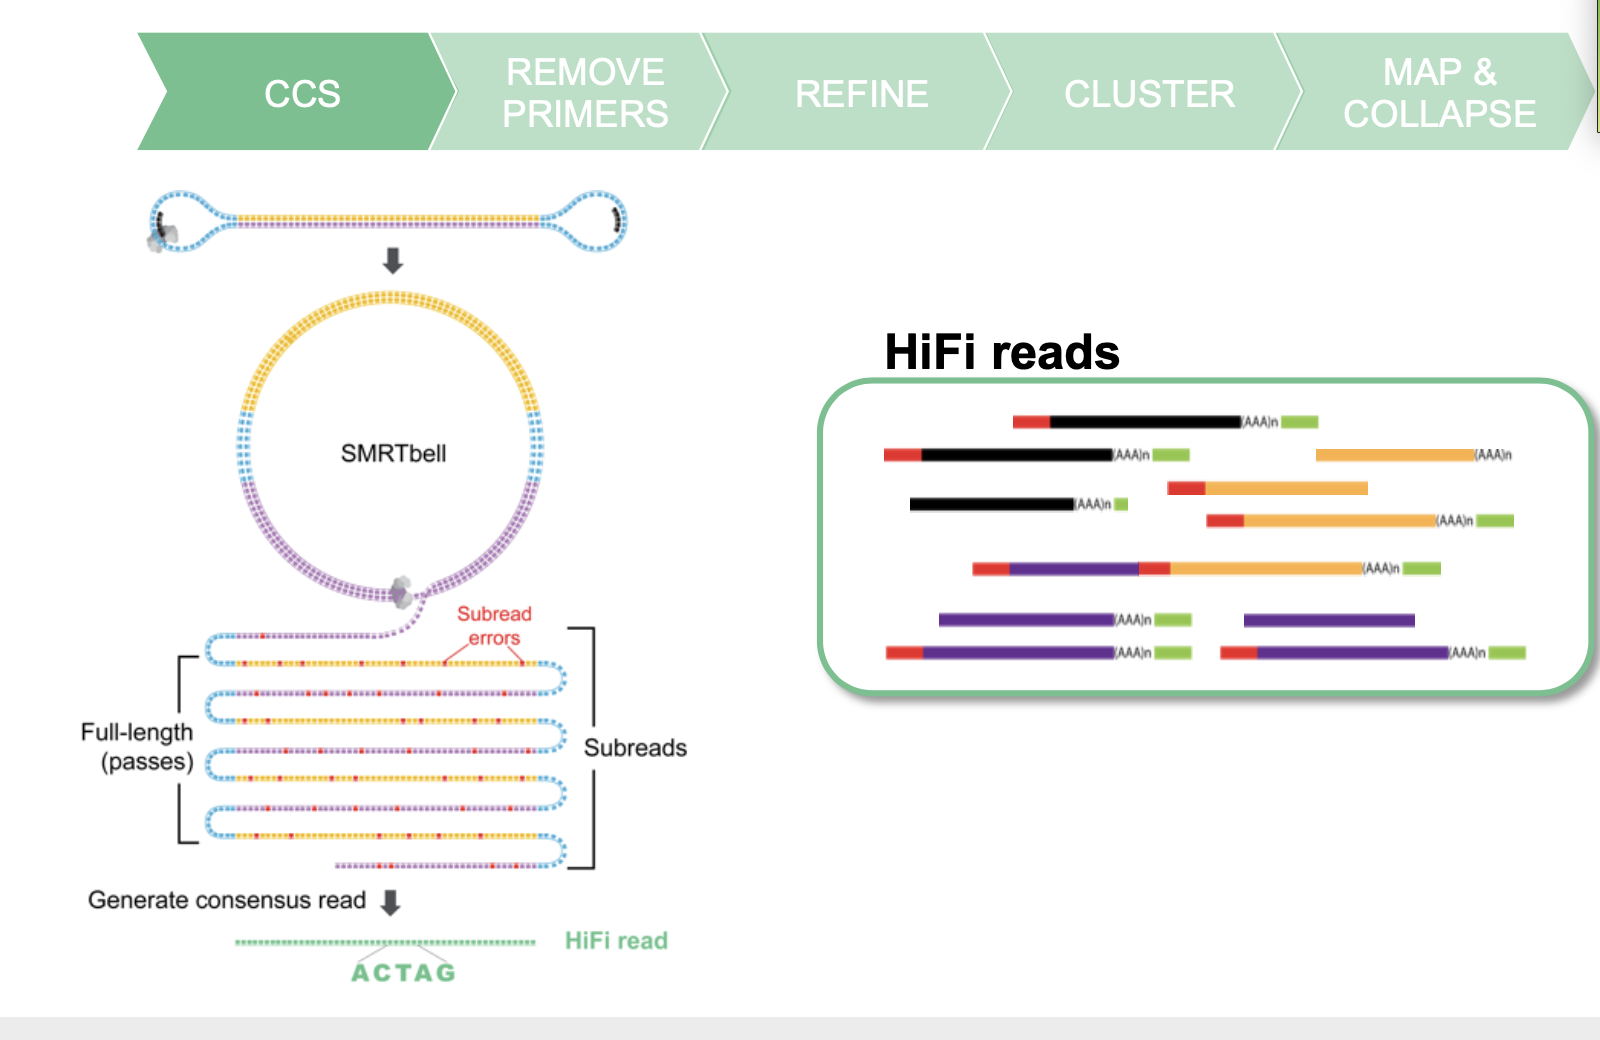 CCS
REMOVE
PRIMERS
REFINE
CLUSTER
MAP &
COLLAPSE
SMRTbell
Subread
errors
Full-length
(passes)
Subreads
Generate consensus read
HiFi read
ACTAG
HiFi reads
(AAA)n
(AAA)n
(AAA)n
(AAA)n
(AAA)n
(AAA)n
(AAA)n
(AAA)n
(AAA)n